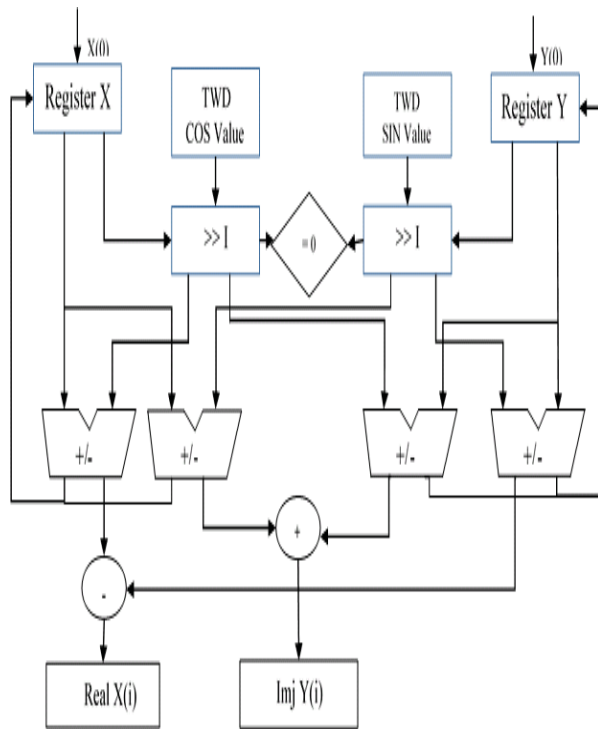 X(0)
Y(0)
Register X
TWD
COS Value
TWD
SIN Value
Register Y
>> I
= 0
>> I
+/-
+/-
+/-
+/-
+
-
Real X(i)
Imj Y(i)